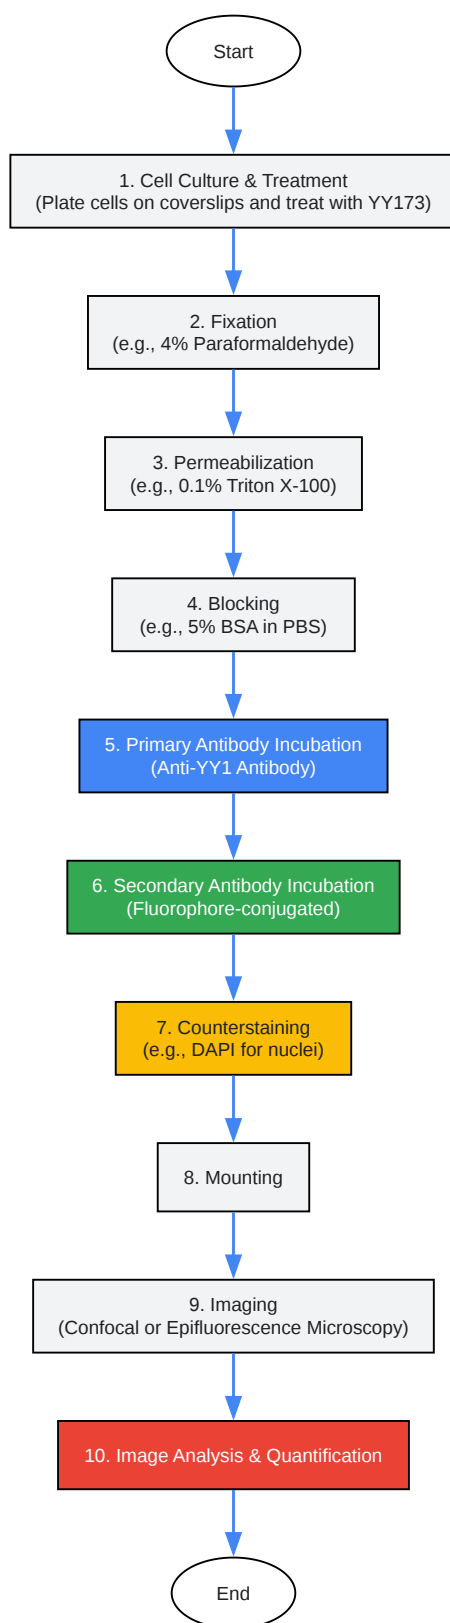 Start
1. Cell Culture & Treatment
(Plate cells on coverslips and treat with YY173)
2. Fixation
(e.g., 4% Paraformaldehyde)
3. Permeabilization
(e.g., 0.1% Triton X-100)
4. Blocking
(e.g., 5% BSA in PBS)
5. Primary Antibody Incubation
(Anti-YY1 Antibody)
6. Secondary Antibody Incubation
(Fluorophore-conjugated)
7. Counterstaining
(e.g., DAPI for nuclei)
8. Mounting
9. Imaging
(Confocal or Epifluorescence Microscopy)
10. Image Analysis & Quantification
End